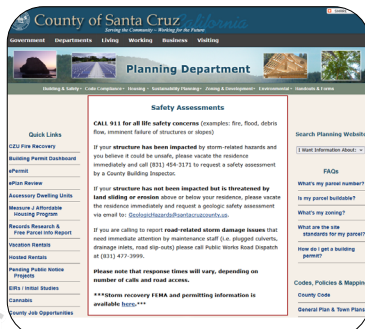 County of Santa Cruz California
Serving the Community - Working for the Future
Government Departments Living Working Business Visiting
Planning Department
Building & Safety Code Compliance Housing Sustainability Planning Zoning & Development Environmental Handouts & Forms
Quick Links
CZU Fire Recovery
Building Permit Dashboard
ePermit
ePlan Review
Accessory Dwelling Units
Measure J Affordable
Housing Program
Records Research &
Free Parcel Info Report
Vacation Rentals
Hosted Rentals
Pending Public Notice
Projects
EIRs / Initial Studies
Cannabis
County Job Opportunities
Safety Assessments
CALL 911 for all life safety concerns (examples: fire, flood, debris
flow, imminent failure of structures or slopes)
If your structure has been impacted by storm-related hazards and
you believe it could be unsafe, please vacate the residence
immediately and call (831) 454-3171 to request a safety assessment
by a County Building Inspector.
If your structure has not been impacted but is threatened by
land sliding or erosion above or below your residence, please vacate
the residence immediately and request a geologic safety assessment
via email to: GeologicHazards@santacruzcounty.us.
If you are calling to report road-related storm damage issues that
need immediate attention by maintenance staff (i.e. plugged culverts,
drainage inlets, road slip-outs) please call Public Works Road Dispatch
at (831) 477-3999.
Please note that response times will vary, depending on
number of calls and road access.
***Storm recovery FEMA and permitting information is
available here.***
Search Planning Website
I Want Information About:
FAQs
What's my parcel number?
Is my parcel buildable?
What's my zoning?
What are the site
standards for my parcel?
How do I get a building
permit?
Codes, Policies & Mappin
County Code
General Plan & Town Plans